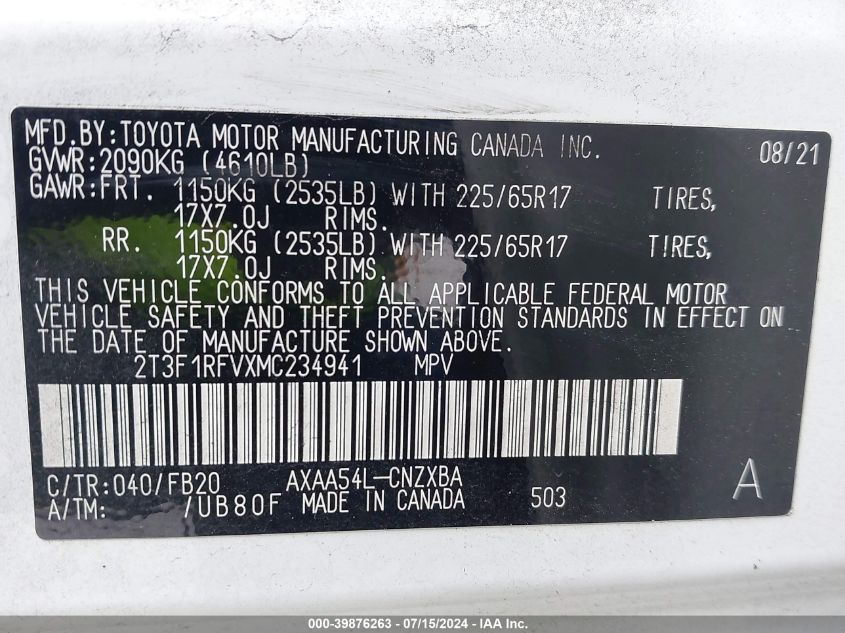 MFD.BY:TOYOTA MOTOR MANUFACTURING CANADA INC. 08/21
GVWR:2090KG (4610LB)
GAWR:FRT. 1150KG (2535LB) WITH 225/65R17 TIRES,
17X7.0J RIMS.
RR. 1150KG (2535LB) WITH 225/65R17 TIRES,
17X7.0J RIMS.
THIS VEHICLE CONFORMS TO ALL APPLICABLE FEDERAL MOTOR
VEHICLE SAFETY AND THEFT PREVENTION STANDARDS IN EFFECT ON
THE DATE OF MANUFACTURE SHOWN ABOVE.
2T3F1RFVXMC234941 MPV
C/TR:040/FB20 AXAA54L-CNZXBA A
A/TM: /UB80F MADE IN CANADA 503
000-39876263 - 07/15/2024 - IAA Inc.